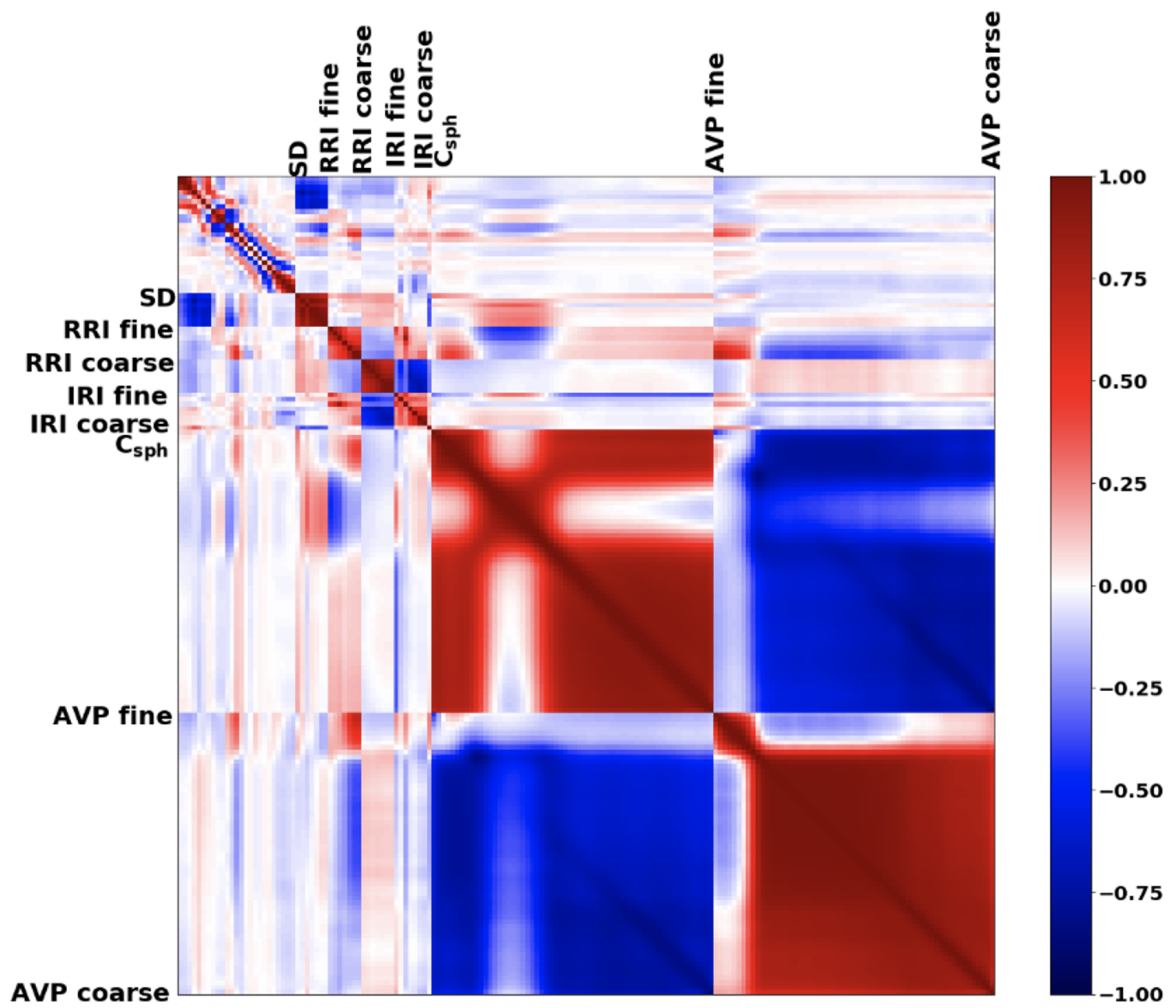 SD
RRI fine
RRI coarse
IRI fine
IRI coarse
Csph
AVP fine
AVP coarse
SD
RRI fine
RRI coarse
IRI fine
IRI coarse
Csph
AVP fine
AVP coarse
1.00
0.75
0.50
0.25
0.00
−0.25
−0.50
−0.75
−1.00